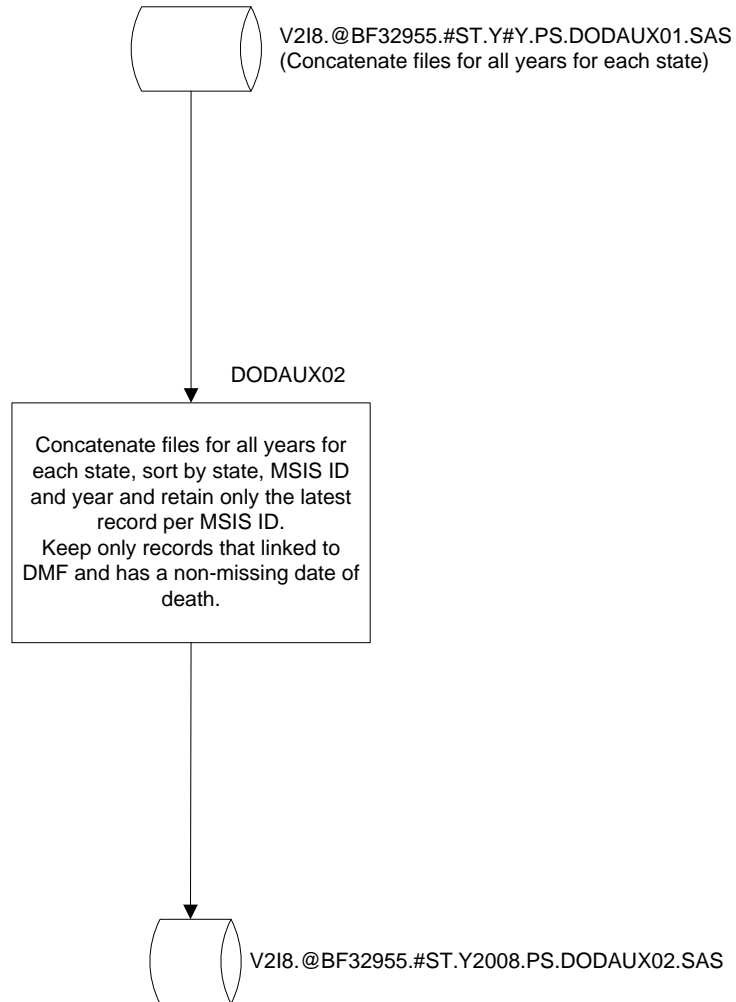 V2I8.@BF32955.#ST.Y#Y.PS.DODAUX01.SAS
(Concatenate files for all years for each state)
DODAUX02
Concatenate files for all years for
each state, sort by state, MSIS ID
and year and retain only the latest
record per MSIS ID.
Keep only records that linked to
DMF and has a non-missing date of
death.
V2I8.@BF32955.#ST.Y2008.PS.DODAUX02.SAS